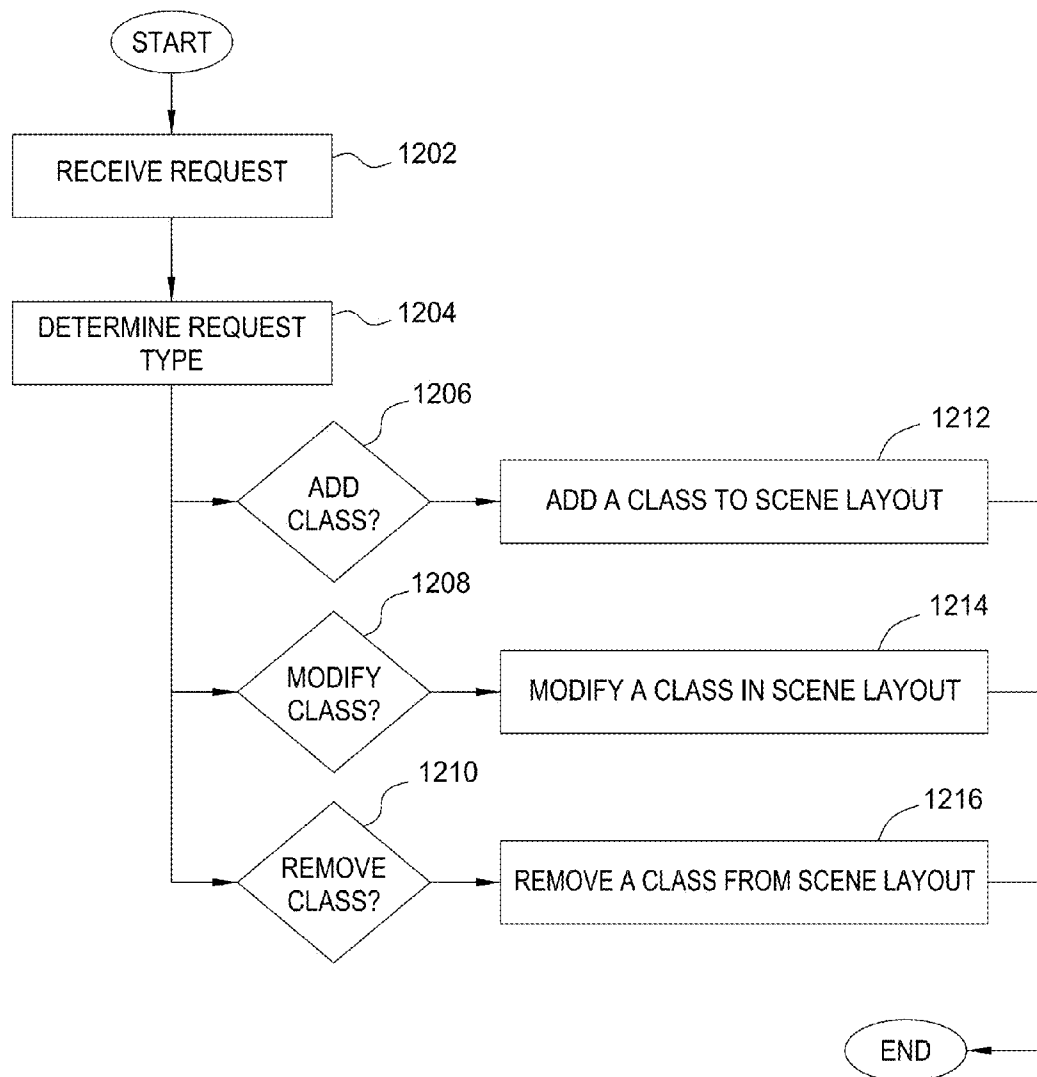 START
RECEIVE REQUEST
1202
DETERMINE REQUEST
TYPE
1204
ADD
CLASS?
1206
ADD A CLASS TO SCENE LAYOUT
1212
MODIFY
CLASS?
1208
MODIFY A CLASS IN SCENE LAYOUT
1214
REMOVE
CLASS?
1210
REMOVE A CLASS FROM SCENE LAYOUT
1216
END